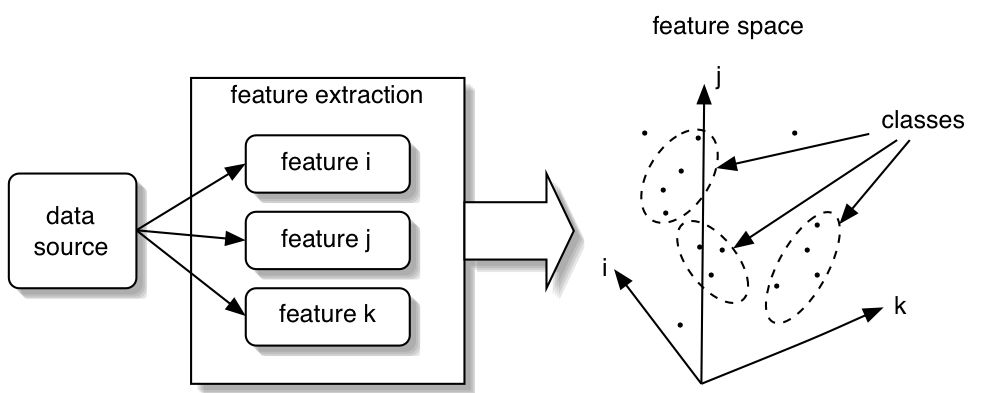 data
source
feature extraction
feature i
feature j
feature k
feature space
j
classes
i
k